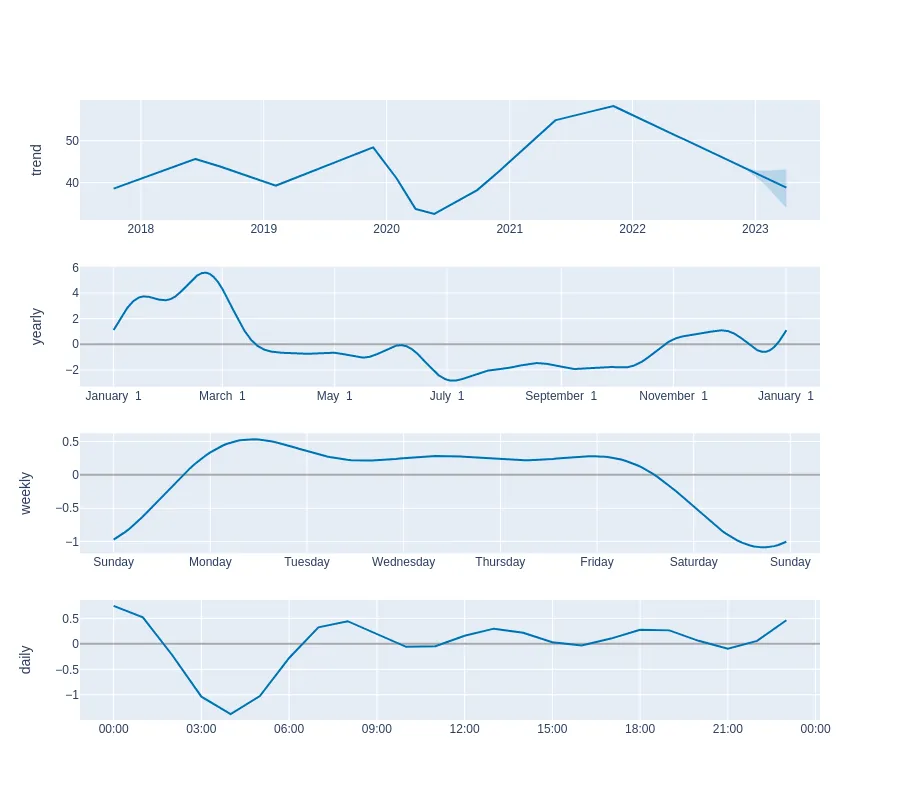 trend
50
40
2018 2019 2020 2021 2022 2023
yearly
6
4
2
0
−2
January 1 March 1 May 1 July 1 September 1 November 1 January 1
weekly
0.5
0
−0.5
−1
Sunday Monday Tuesday Wednesday Thursday Friday Saturday Sunday
daily
0.5
0
−0.5
−1
00:00 03:00 06:00 09:00 12:00 15:00 18:00 21:00 00:00